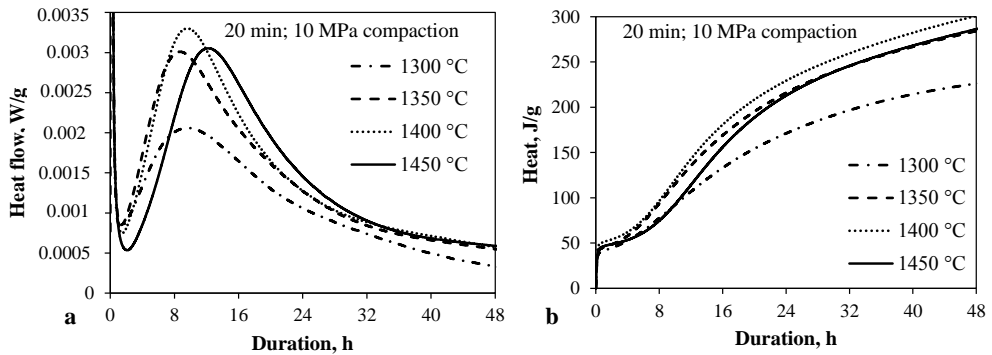 0.0035
0.003
0.0025
0.002
0.0015
0.001
0.0005
0
Heat flow, W/g
20 min; 10 MPa compaction
1300 °C
1350 °C
1400 °C
1450 °C
0 8 16 24 32 40 48
a
Duration, h
300
250
200
150
100
50
0
Heat, J/g
20 min; 10 MPa compaction
1300 °C
1350 °C
1400 °C
1450 °C
0 8 16 24 32 40 48
b
Duration, h